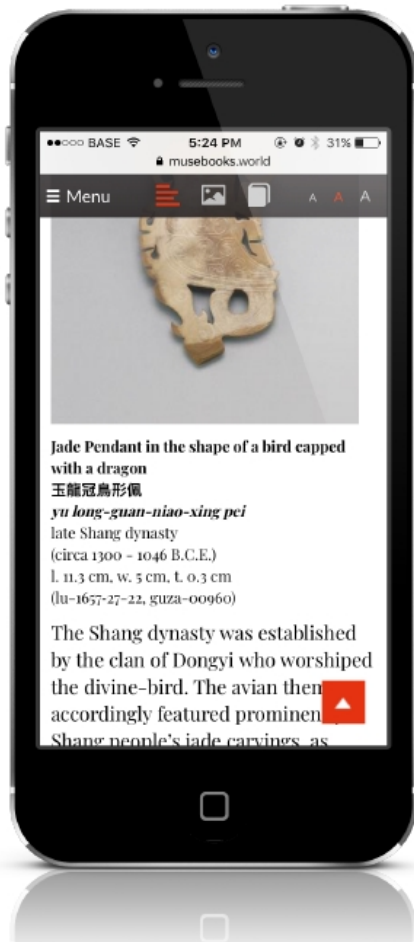 BASE 5:24 PM 31%
musebooks.world
Menu A A A
Jade Pendant in the shape of a bird capped
with a dragon
玉龍冠鳥形佩
yu long-guan-niao-xing pei
late Shang dynasty
(circa 1300 - 1046 B.C.E.)
l. 11.3 cm, w. 5 cm, t. 0.3 cm
(lu-1657-27-22, guza-00960)
The Shang dynasty was established
by the clan of Dongyi who worshiped
the divine-bird. The avian them
accordingly featured prominen
Shang people's jade carvings, as